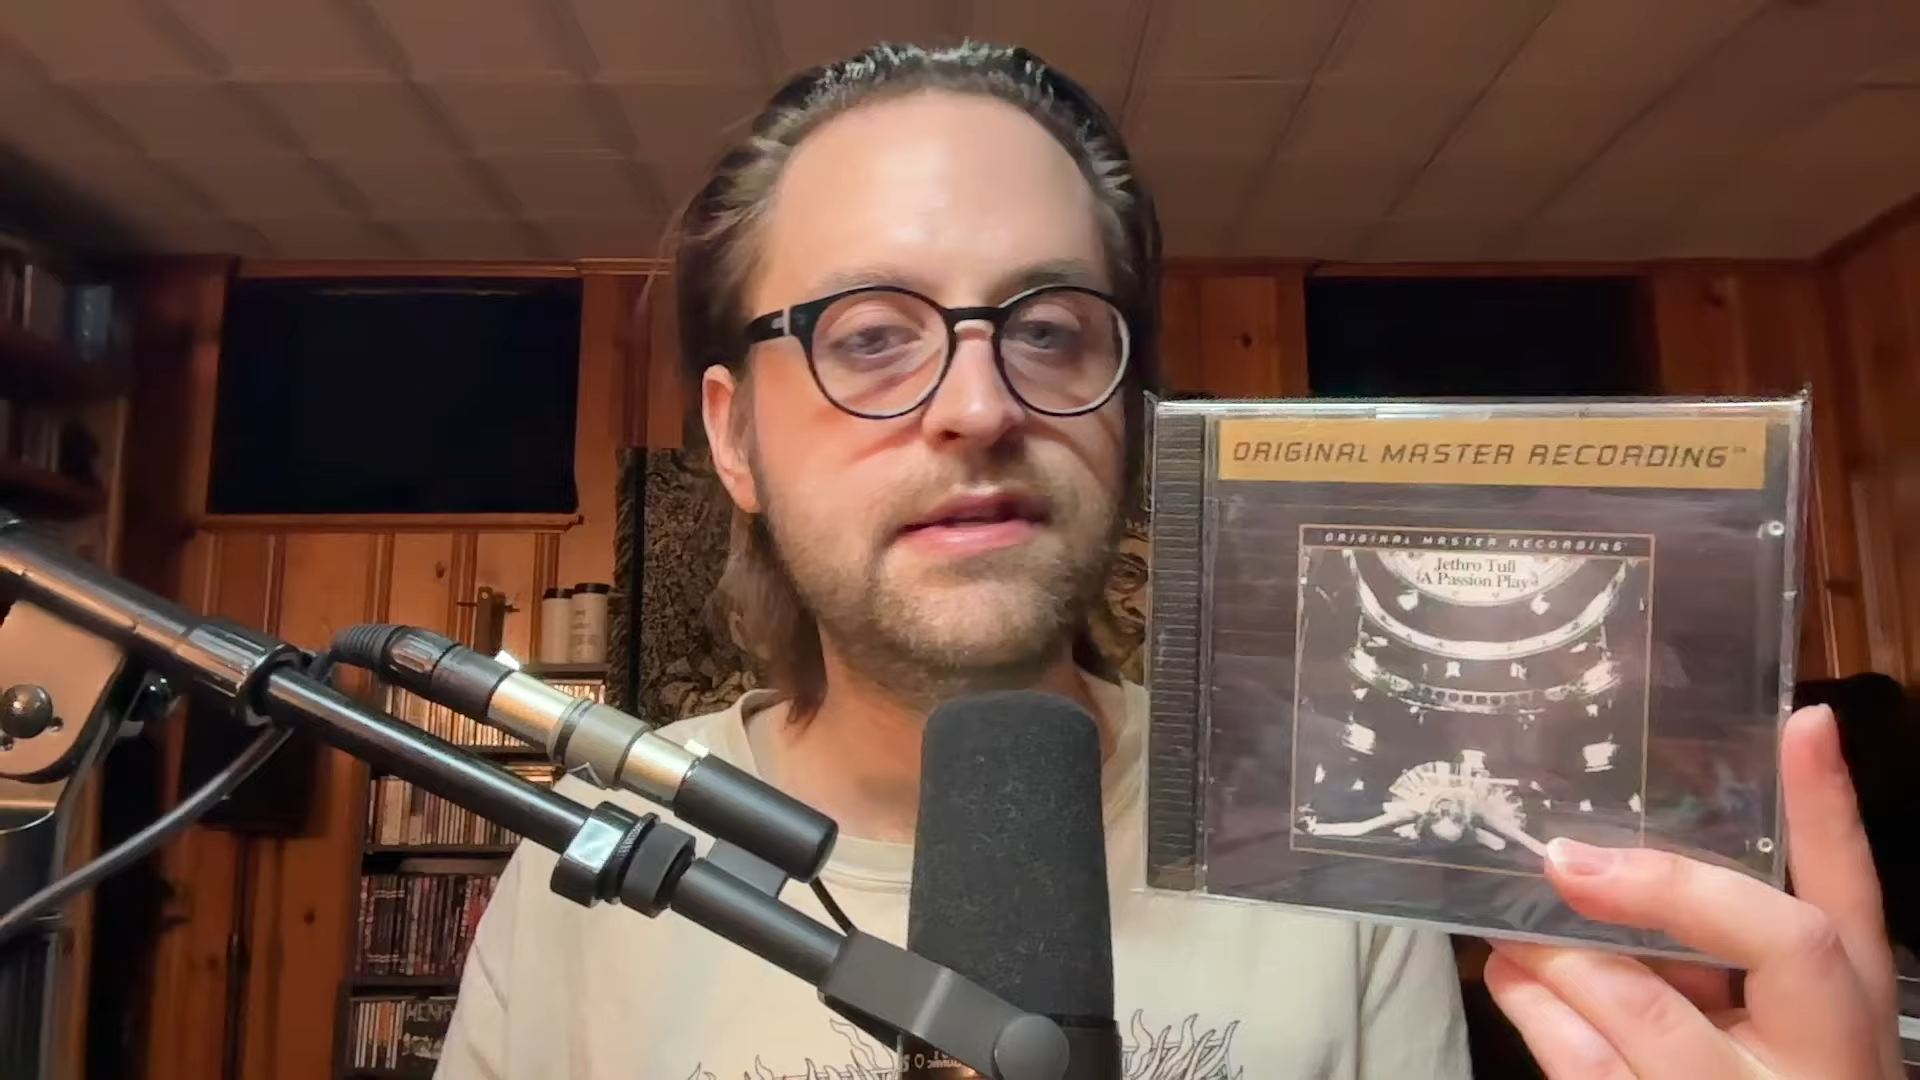 ORIGINAL MASTER RECORDING™
ORIGINAL MASTER RECORDING
Jethro Tull
A Passion Play